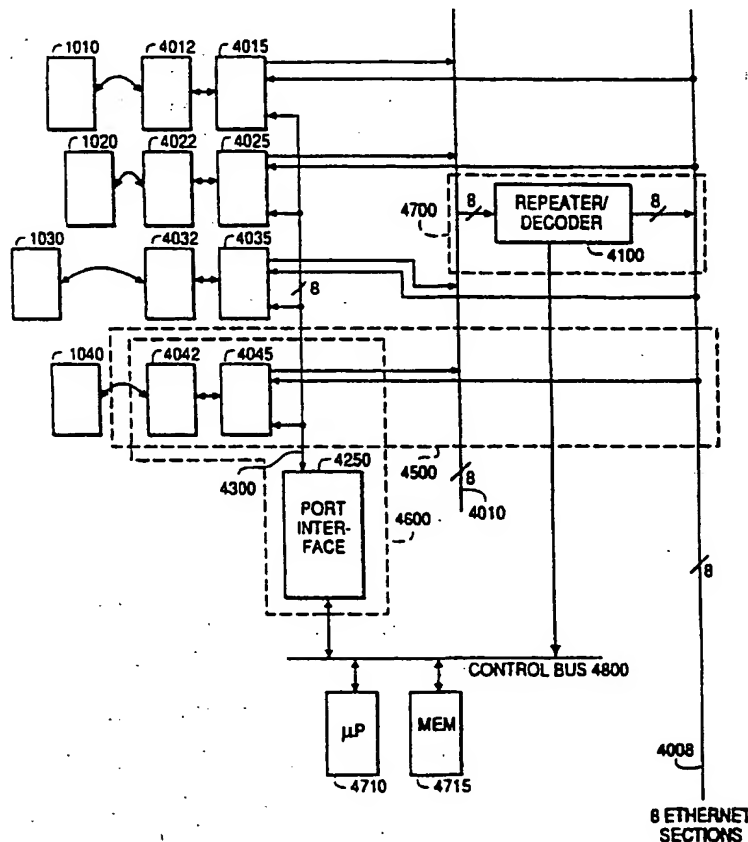 1010 4012 4015
1020 4022 4025
4700 8 REPEATER/
DECODER 8
4100
1030 4032 4035
8
1040 4042 4045
4300 4250 4500
PORT
INTER-
FACE
4600
8
4010
8
CONTROL BUS 4800
µP MEM
4710 4715
4008
8 ETHERNET
SECTIONS